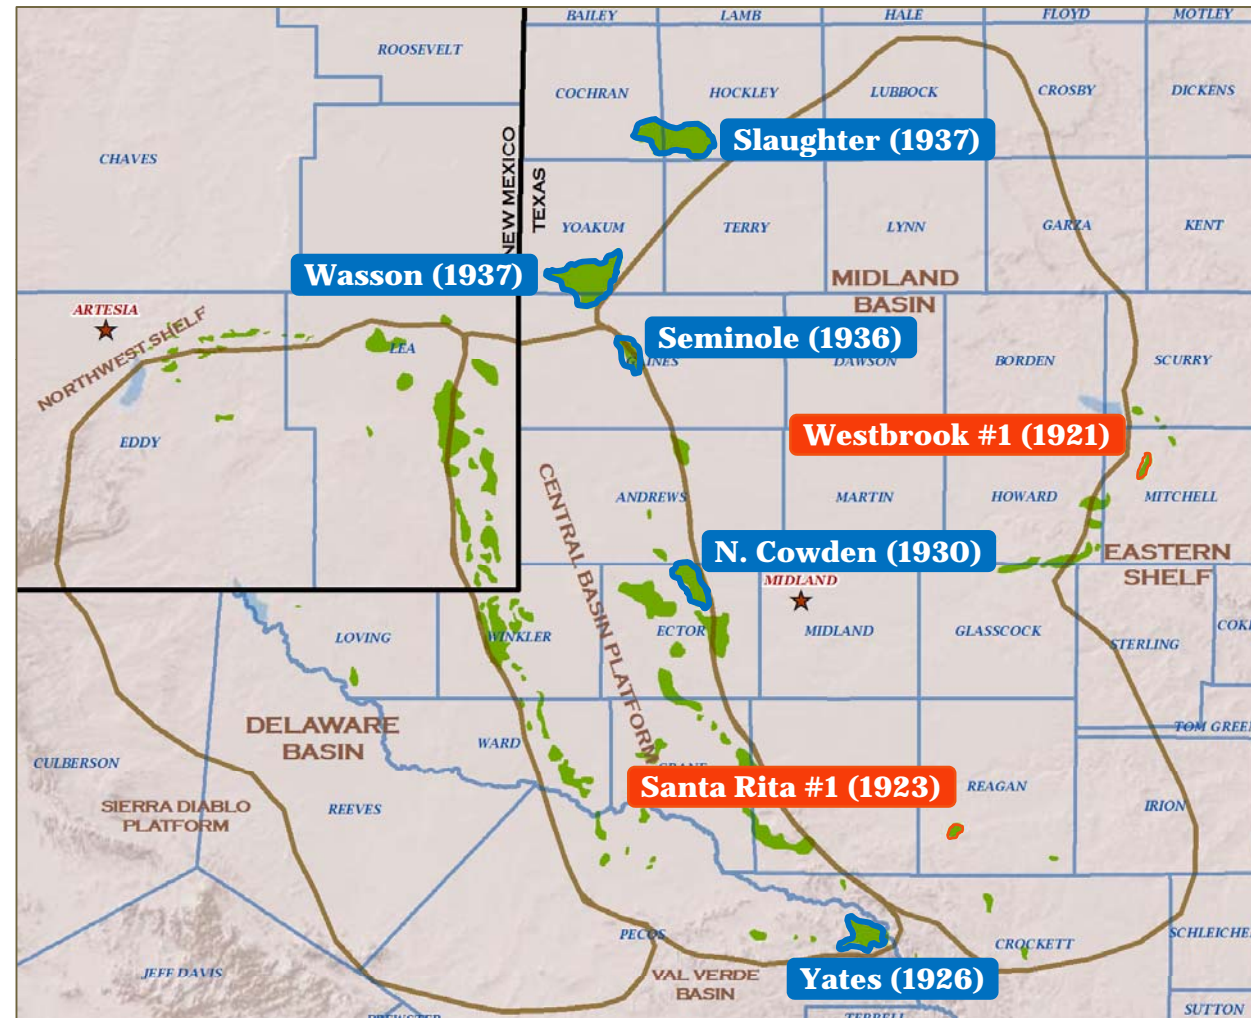 BAILEY
LAMB
HALE
FLOYD
MOTLEY
ROOSEVELT
COCHRAN
HOCKLEY
LUBBOCK
CROSBY
DICKENS
Slaughter (1937)
CHAVES
NEW MEXICO
TEXAS
YOAKUM
TERRY
LYNN
GARZA
KENT
Wasson (1937)
MIDLAND
BASIN
ARTESIA
NORTHWEST SHELF
LEA
Seminole (1936)
DAWSON
BORDEN
SCURRY
Westbrook #1 (1921)
EDDY
CENTRAL BASIN PLATFORM
ANDREWS
MARTIN
HOWARD
MITCHELL
N. Cowden (1930)
EASTERN
SHELF
MIDLAND
LOVING
WINKLER
ECTOR
MIDLAND
GLASSCOCK
STERLING
DELAWARE
BASIN
WARD
TOM GREE
CULBERSON
Santa Rita #1 (1923)
REAGAN
SIERRA DIABLO
PLATFORM
REEVES
IRION
PECOS
CROCKETT
SCHLEICHE
JEFF DAVIS
VAL VERDE
BASIN
Yates (1926)
SUTTON